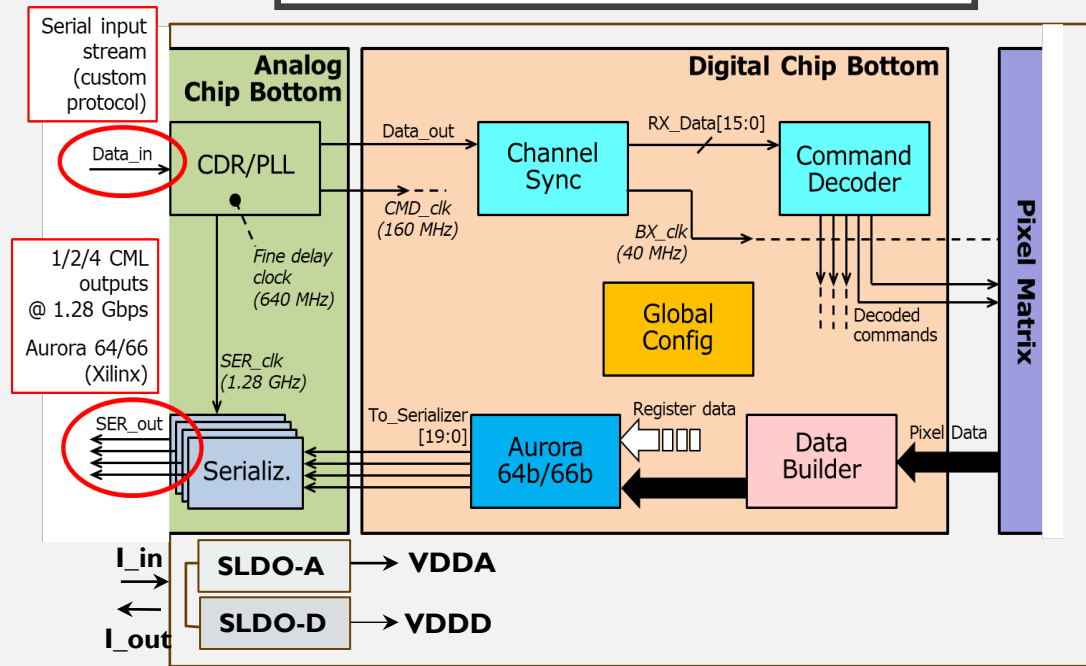 Serial input
stream
(custom
protocol)
Data_in
Analog
Chip Bottom
CDR/PLL
Fine delay
clock
(640 MHz)
Data_out
CMD_clk
(160 MHz)
Digital Chip Bottom
Channel
Sync
RX_Data[15:0]
BX_clk
(40 MHz)
Command
Decoder
Decoded
commands
Pixel Matrix
Global
Config
1/2/4 CML
outputs
@ 1.28 Gbps
Aurora 64/66
(Xilinx)
SER_clk
(1.28 GHz)
SER_out
Serializ.
To_Serializer
[19:0]
Aurora
64b/66b
Register data
Data
Builder
Pixel Data
I_in
I_out
SLDO-A
VDDA
SLDO-D
VDDD